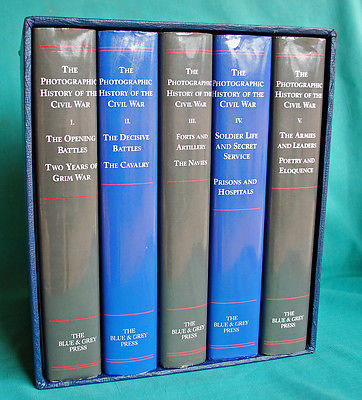 The
Photographic
History of the
Civil War
I.
The Opening
Battles
Two Years of
Grim War
The
Blue & Grey
Press
The
Photographic
History of the
Civil War
II.
The Decisive
Battles
The Cavalry
The
Blue & Grey
Press
The
Photographic
History of the
Civil War
III.
Forts and
Artillery
The Navies
The
Blue & Grey
Press
The
Photographic
History of the
Civil War
IV.
Soldier Life
and Secret
Service
Prisons and
Hospitals
The
Blue & Grey
Press
The
Photographic
History of the
Civil War
V.
The Armies
and Leaders
Poetry and
Eloquence
The
Blue & Grey
Press